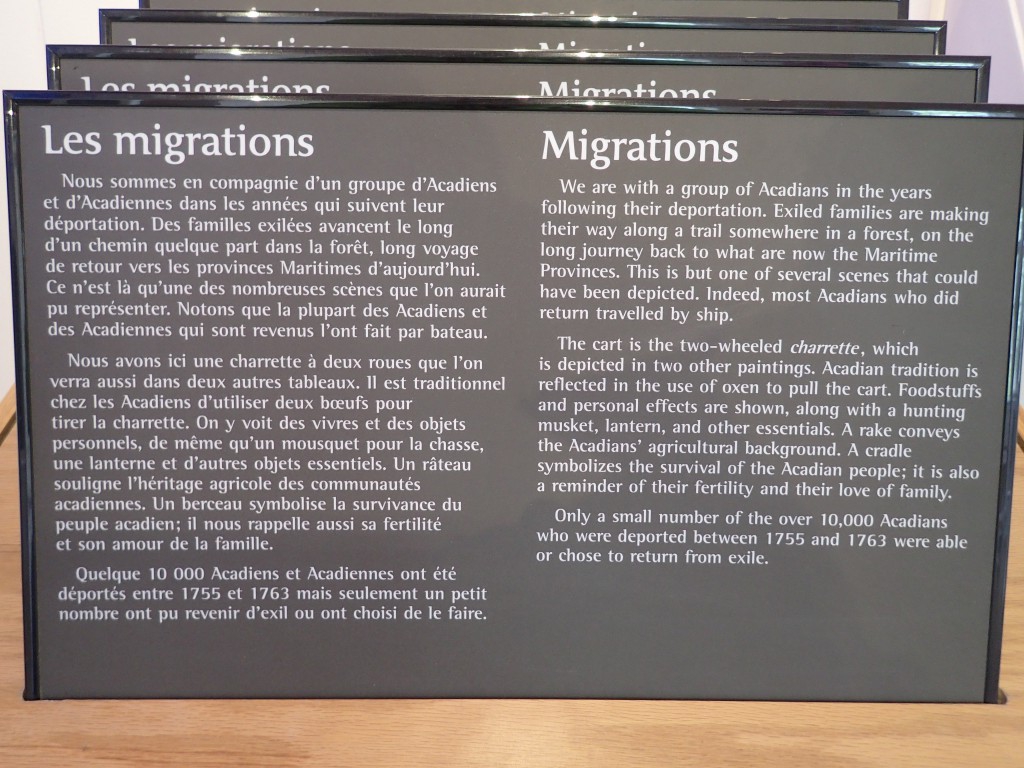 Les migrations
Migrations
Les migrations
Migrations
Les migrations
Nous sommes en compagnie d'un groupe d'Acadiens
et d'Acadiennes dans les années qui suivent leur
déportation. Des familles exilées avancent le long
d'un chemin quelque part dans la forêt, long voyage
de retour vers les provinces Maritimes d'aujourd'hui.
Ce n'est là qu'une des nombreuses scènes que l'on aurait
pu représenter. Notons que la plupart des Acadiens et
des Acadiennes qui sont revenus l'ont fait par bateau.
Nous avons ici une charrette à deux roues que l'on
verra aussi dans deux autres tableaux. Il est traditionnel
chez les Acadiens d'utiliser deux bœufs pour
tirer la charrette. On y voit des vivres et des objets
personnels, de même qu'un mousquet pour la chasse,
une lanterne et d'autres objets essentiels. Un râteau
souligne l'héritage agricole des communautés
acadiennes. Un berceau symbolise la survivance du
peuple acadien; il nous rappelle aussi sa fertilité
et son amour de la famille.
Quelque 10 000 Acadiens et Acadiennes ont été
déportés entre 1755 et 1763 mais seulement un petit
nombre ont pu revenir d'exil ou ont choisi de le faire.
Migrations
We are with a group of Acadians in the years
following their deportation. Exiled families are making
their way along a trail somewhere in a forest, on the
long journey back to what are now the Maritime
Provinces. This is but one of several scenes that could
have been depicted. Indeed, most Acadians who did
return travelled by ship.
The cart is the two-wheeled charrette, which
is depicted in two other paintings. Acadian tradition is
reflected in the use of oxen to pull the cart. Foodstuffs
and personal effects are shown, along with a hunting
musket, lantern, and other essentials. A rake conveys
the Acadians' agricultural background. A cradle
symbolizes the survival of the Acadian people; it is also
a reminder of their fertility and their love of family.
Only a small number of the over 10,000 Acadians
who were deported between 1755 and 1763 were able
or chose to return from exile.